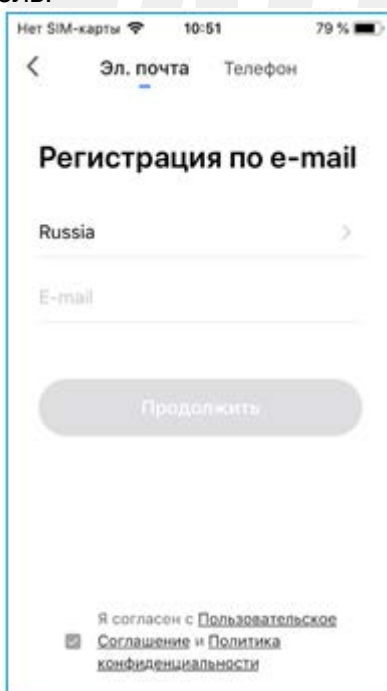 Нет SIM-карты 10:51 79 %
Эл. почта Телефон
Регистрация по e-mail
Russia
E-mail
Продолжить
Я согласен с Пользовательское
Соглашение и Политика
конфиденциальности